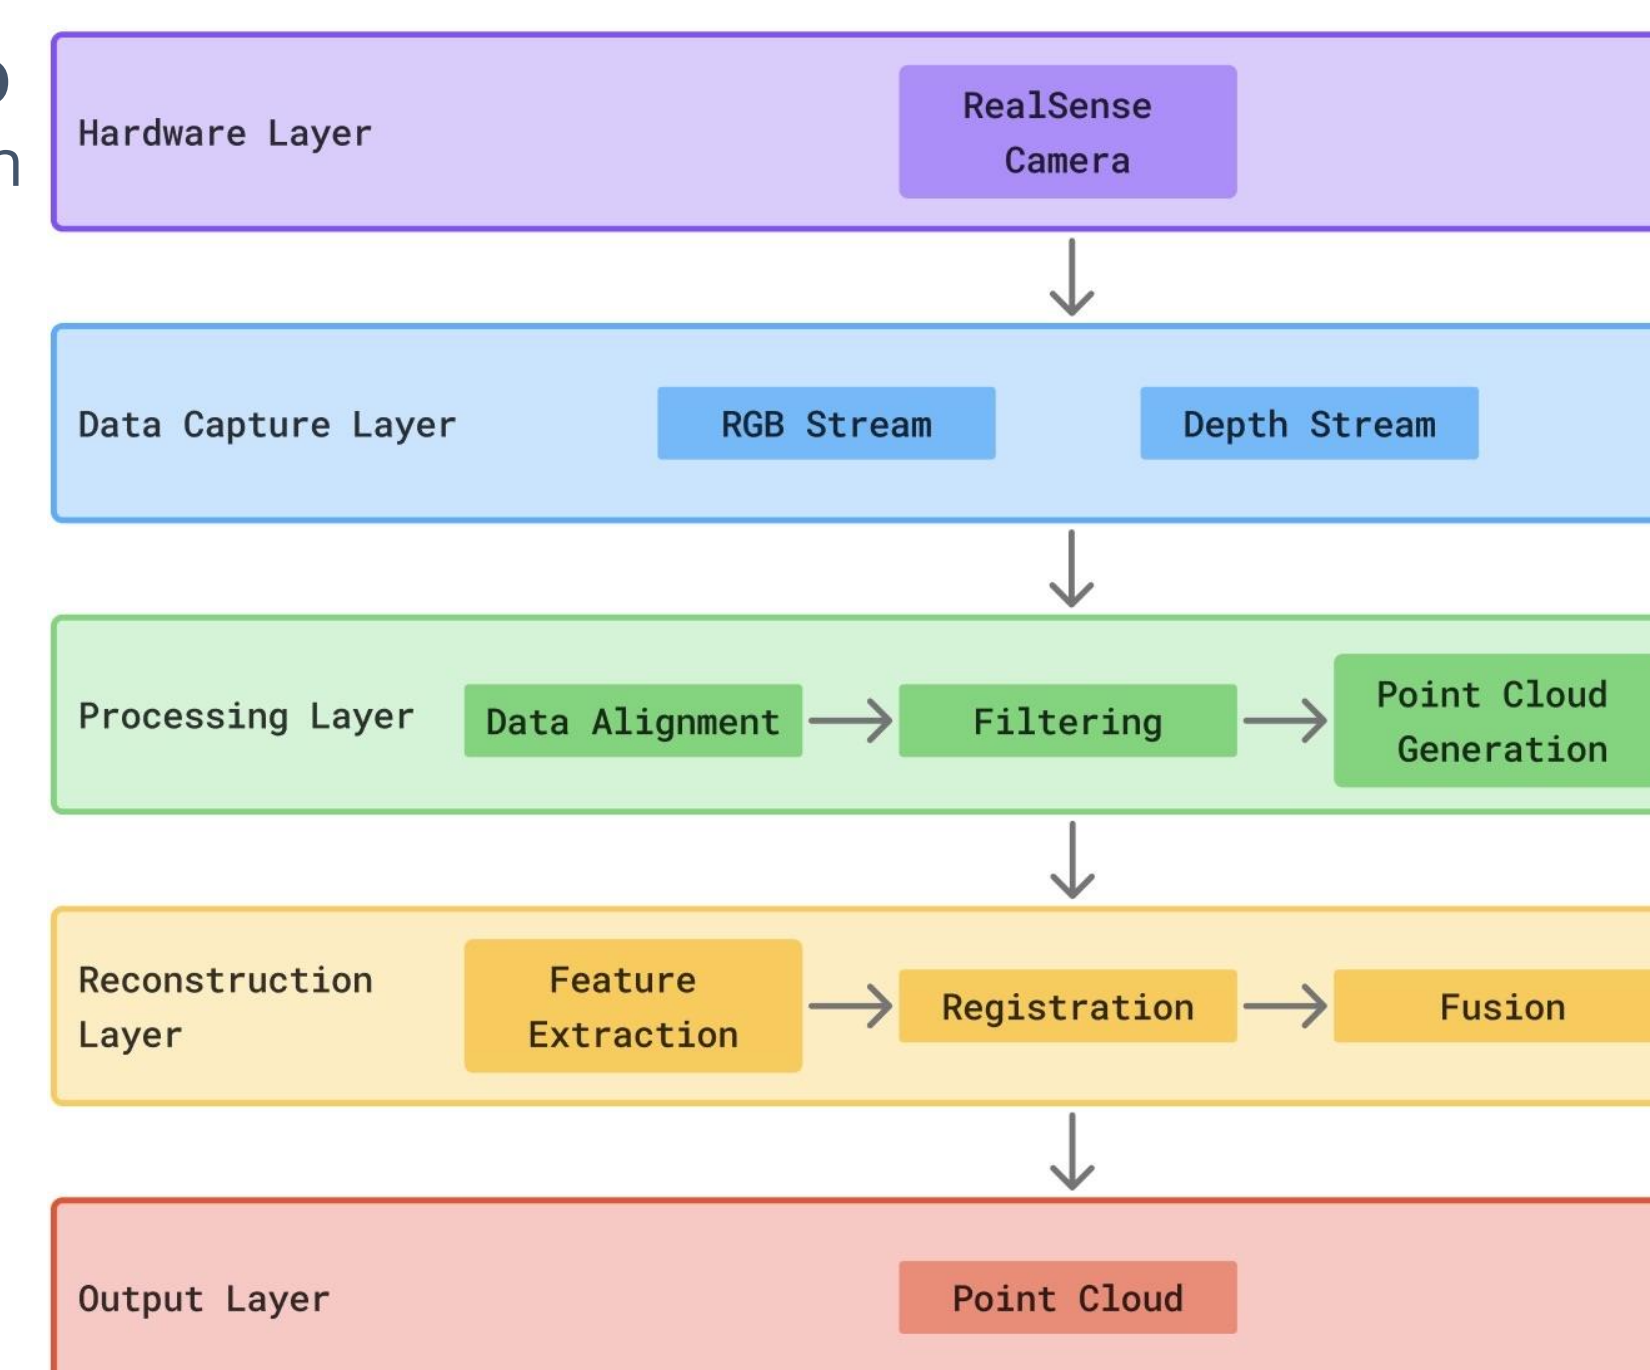 Hardware Layer
RealSense
Camera
Data Capture Layer
RGB Stream
Depth Stream
Processing Layer
Data Alignment
Filtering
Point Cloud
Generation
Reconstruction
Layer
Feature
Extraction
Registration
Fusion
Output Layer
Point Cloud